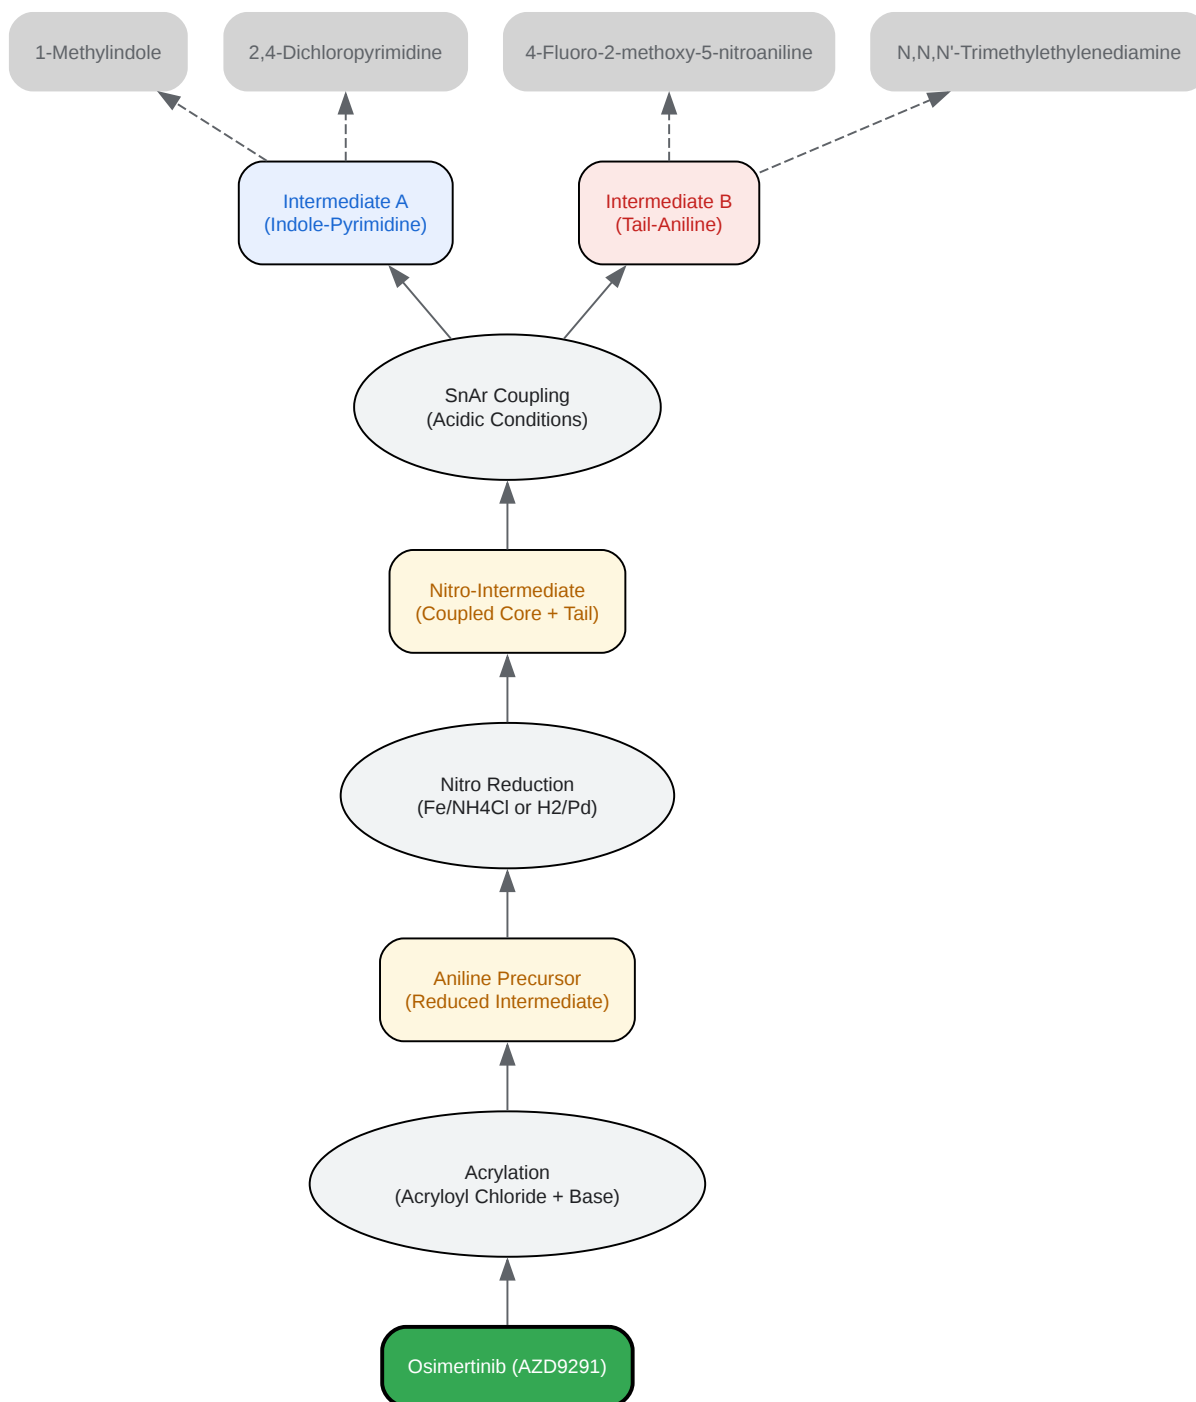 1-Methylindole
2,4-Dichloropyrimidine
4-Fluoro-2-methoxy-5-nitroaniline
N,N,N'-Trimethylethylenediamine
Intermediate A
(Indole-Pyrimidine)
Intermediate B
(Tail-Aniline)
SnAr Coupling
(Acidic Conditions)
Nitro-Intermediate
(Coupled Core + Tail)
Nitro Reduction
(Fe/NH4Cl or H2/Pd)
Aniline Precursor
(Reduced Intermediate)
Acrylation
(Acryloyl Chloride + Base)
Osimertinib (AZD9291)